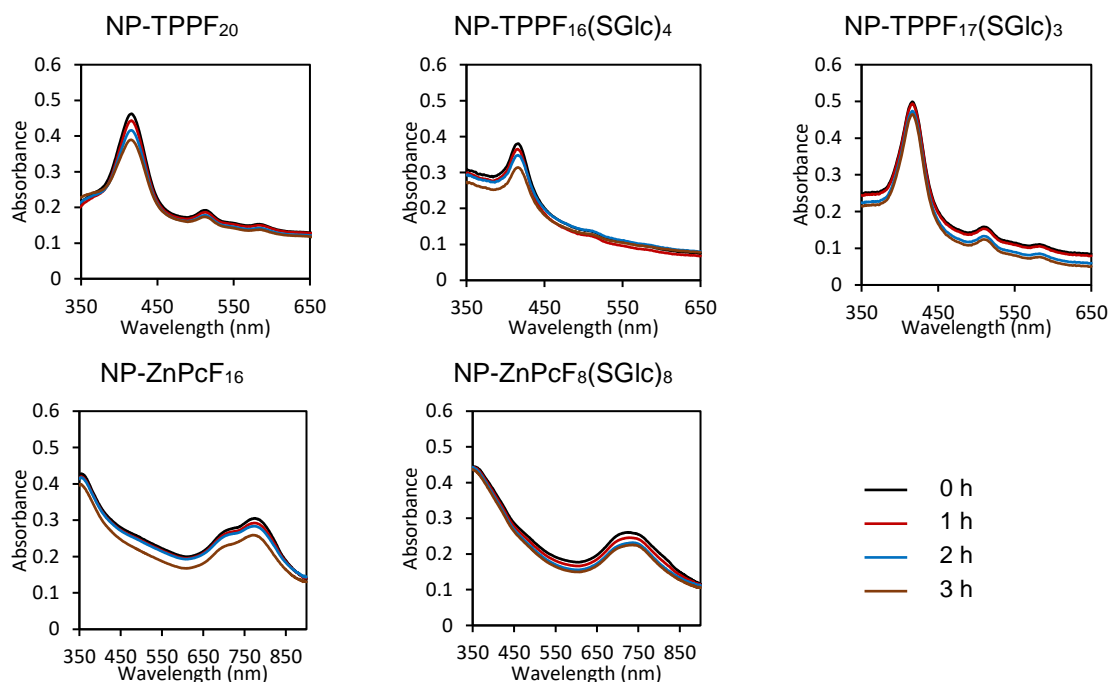 NP-TPPF₂₀
0.6
0.5
0.4
0.3
0.2
0.1
0
Absorbance
350 450 550 650
Wavelength (nm)
NP-TPPF₁₆(SGlc)₄
0.6
0.5
0.4
0.3
0.2
0.1
0
Absorbance
350 450 550 650
Wavelength (nm)
NP-TPPF₁₇(SGlc)₃
0.6
0.5
0.4
0.3
0.2
0.1
0
Absorbance
350 450 550 650
Wavelength (nm)
NP-ZnPcF₁₆
0.6
0.5
0.4
0.3
0.2
0.1
0
Absorbance
350 450 550 650 750 850
Wavelength (nm)
NP-ZnPcF₈(SGlc)₈
0.6
0.5
0.4
0.3
0.2
0.1
0
Absorbance
350 450 550 650 750 850
Wavelength (nm)
0 h
1 h
2 h
3 h